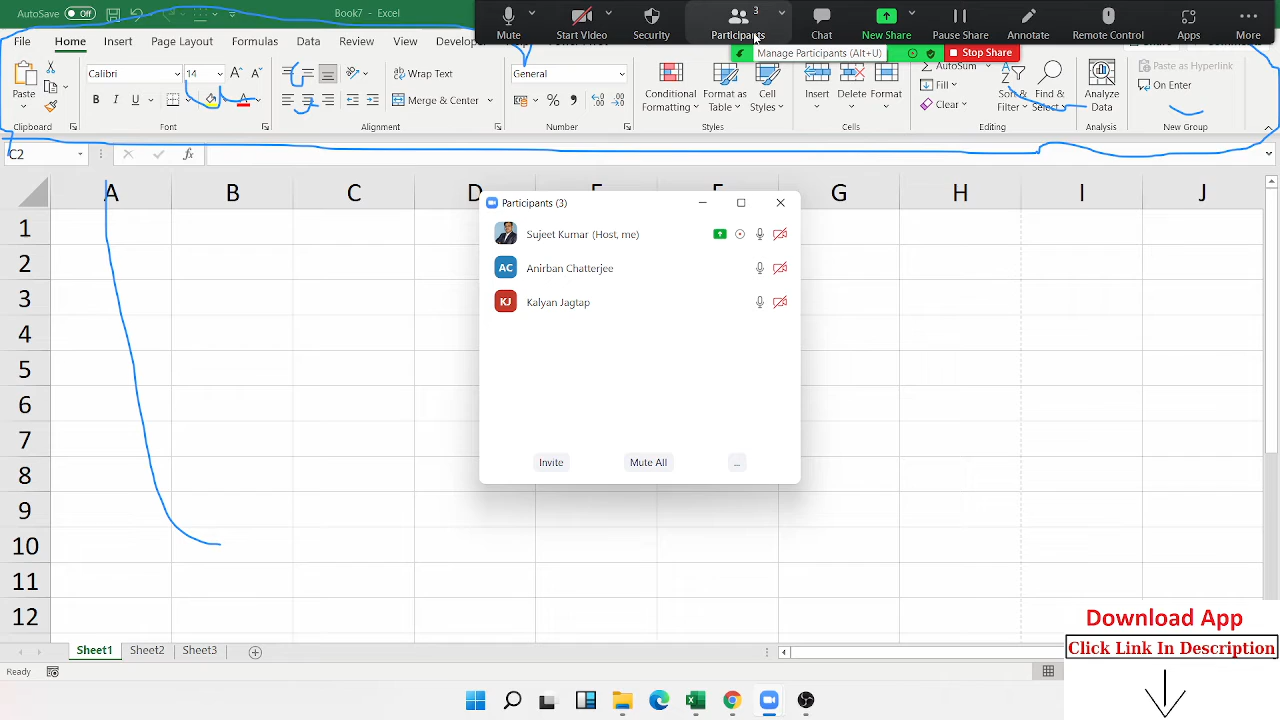 AutoSave Off Book7 - Excel
Mute Start Video Security Participants 3 Chat New Share Pause Share Annotate Remote Control Apps More
Manage Participants (Alt+U) Stop Share
File Home Insert Page Layout Formulas Data Review View Developer
Paste Calibri 14 Wrap Text General Conditional Formatting Format as Table Cell Styles Insert Delete Format AutoSum Sort & Filter Find & Select Analyze Data Paste as Hyperlink
B I U A Merge & Center % Fill Clear On Enter
Clipboard Font Alignment Number Styles Cells Editing Analysis New Group
C2 fx
A B C D E F G H I J
1
2
3
4
5
6
7
8
9
10
11
12
Participants (3)
Sujeet Kumar (Host, me)
AC Anirban Chatterjee
KJ Kalyan Jagtap
Invite Mute All ...
Download App
Click Link In Description
Sheet1 Sheet2 Sheet3
Ready